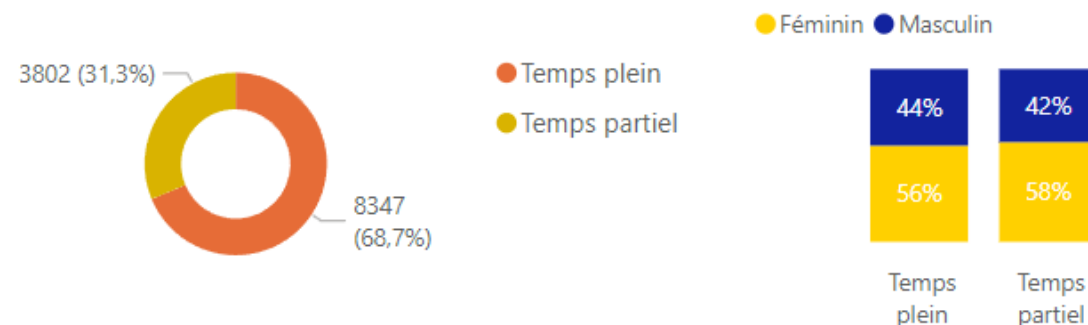 Féminin Masculin
3802 (31,3%)
Temps plein
Temps partiel
8347
(68,7%)
44%
42%
56%
58%
Temps
plein
Temps
partiel